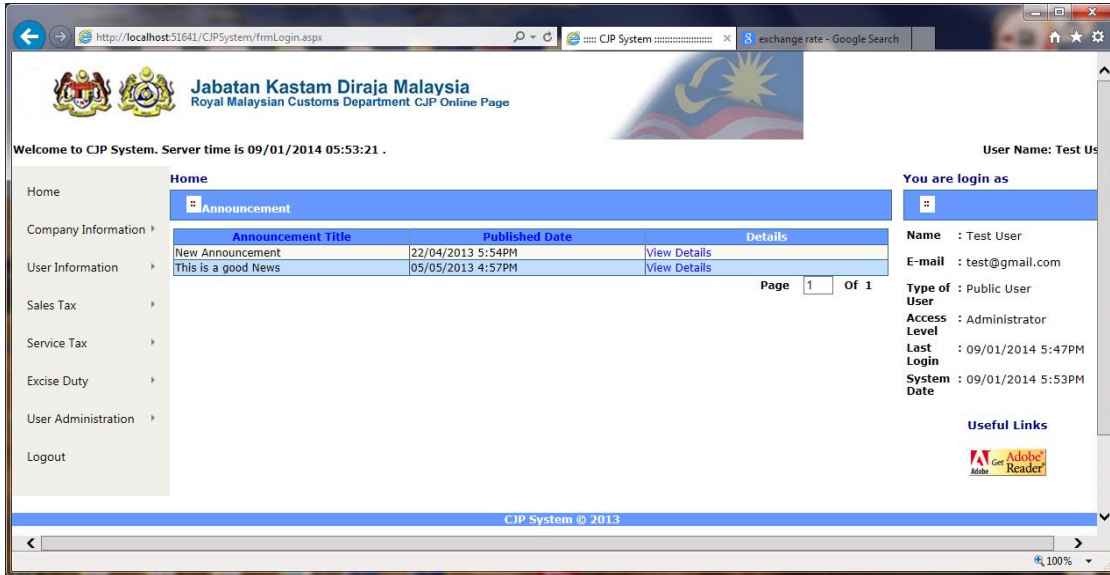 http://localhost:51641/CJPSystem/frmLogin.aspx
::::: CJP System ::::::::::::::::::::::
exchange rate - Google Search
Jabatan Kastam Diraja Malaysia
Royal Malaysian Customs Department CJP Online Page
Welcome to CJP System. Server time is 09/01/2014 05:53:21 .
User Name: Test Us
Home
Company Information
User Information
Sales Tax
Service Tax
Excise Duty
User Administration
Logout
Home
Announcement
Announcement Title Published Date Details
New Announcement 22/04/2013 5:54PM View Details
This is a good News 05/05/2013 4:57PM View Details
Page 1 Of 1
You are login as
Name : Test User
E-mail : test@gmail.com
Type of User : Public User
Access Level : Administrator
Last Login : 09/01/2014 5:47PM
System Date : 09/01/2014 5:53PM
Useful Links
Adobe Get Adobe Reader
CJP System © 2013
100%